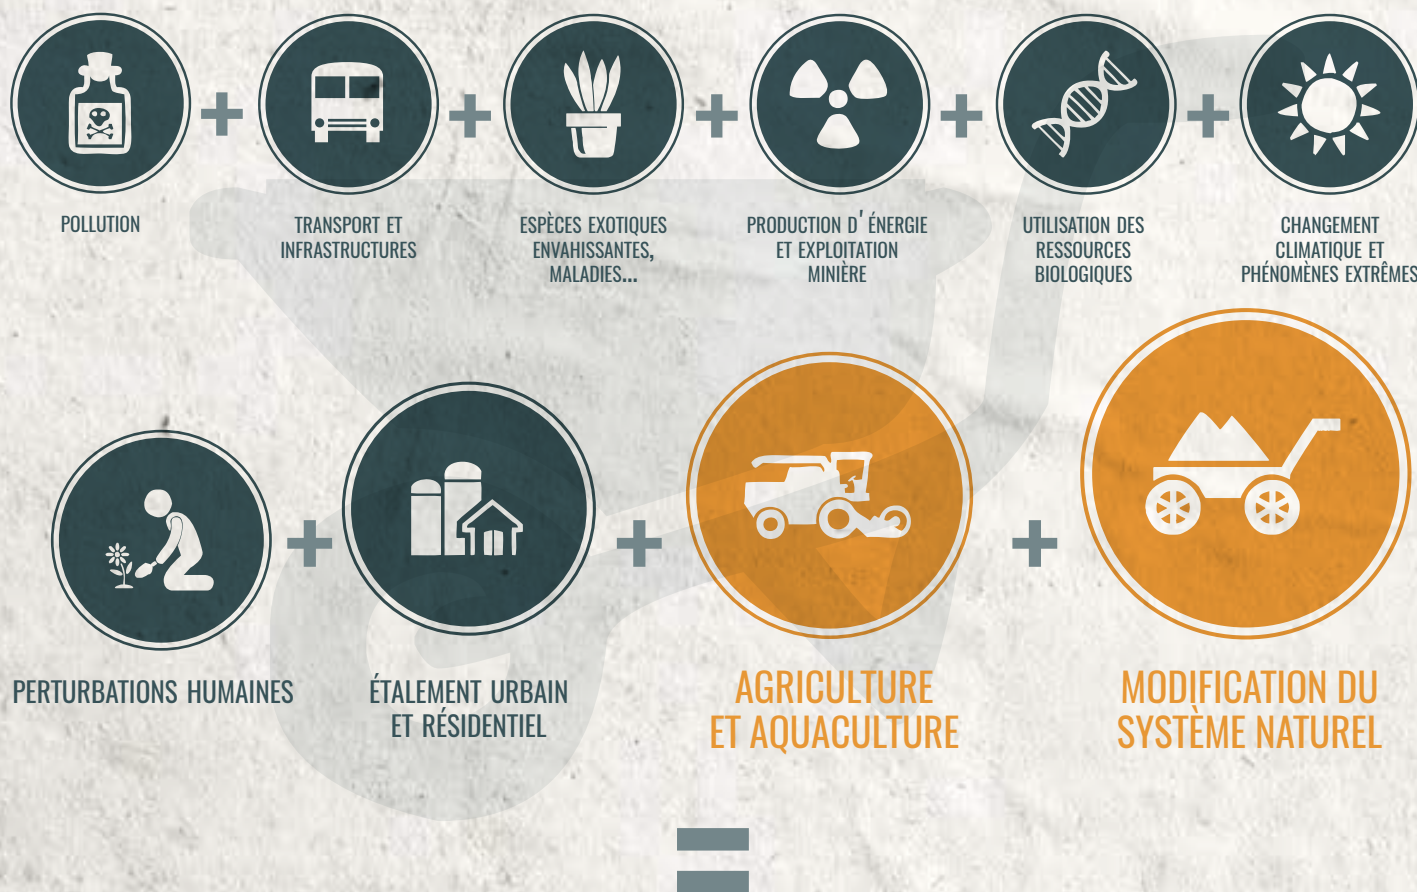 POLLUTION
TRANSPORT ET
INFRASTRUCTURES
ESPÈCES EXOTIQUES
ENVAHISSANTES,
MALADIES...
PRODUCTION D'ÉNERGIE
ET EXPLOITATION
MINIÈRE
UTILISATION DES
RESSOURCES
BIOLOGIQUES
CHANGEMENT
CLIMATIQUE ET
PHÉNOMÈNES EXTRÊMES
PERTURBATIONS HUMAINES
ÉTALEMENT URBAIN
ET RÉSIDENTIEL
AGRICULTURE
ET AQUACULTURE
MODIFICATION DU
SYSTÈME NATUREL